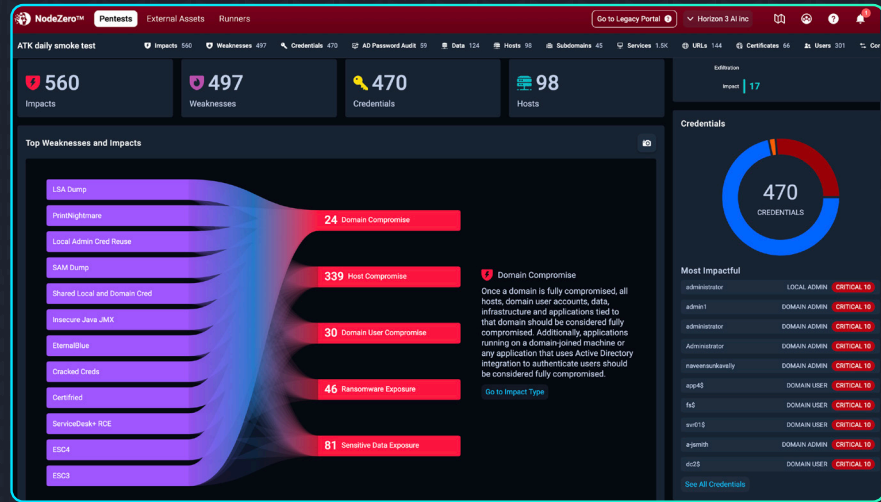 NodeZero™ Pentests External Assets Runners Go to Legacy Portal Horizon 3 AI inc
ATK daily smoke test Impacts 560 Weaknesses 497 Credentials 470 AD Password Audit 59 Data 124 Hosts 98 Subdomains 45 Services 1.5K URLs 144 Certificates 66 Users 301 Cor
560
Impacts
497
Weaknesses
470
Credentials
98
Hosts
Exfiltration
Impact 17
Top Weaknesses and Impacts
LSA Dump
PrintNightmare
Local Admin Cred Reuse
SAM Dump
Shared Local and Domain Cred
Insecure Java JMX
EternalBlue
Cracked Creds
Certifried
ServiceDesk+ RCE
ESC4
ESC3
24 Domain Compromise
339 Host Compromise
30 Domain User Compromise
46 Ransomware Exposure
81 Sensitive Data Exposure
Domain Compromise
Once a domain is fully compromised, all
hosts, domain user accounts, data,
infrastructure and applications tied to
that domain should be considered fully
compromised. Additionally, applications
running on a domain-joined machine or
any application that uses Active Directory
integration to authenticate users should
be considered fully compromised.
Go to Impact Type
Credentials
470
CREDENTIALS
Most Impactful
administrator LOCAL ADMIN CRITICAL 10
admin1 DOMAIN ADMIN CRITICAL 10
administrator DOMAIN ADMIN CRITICAL 10
Administrator DOMAIN ADMIN CRITICAL 10
naveensunkavally DOMAIN ADMIN CRITICAL 10
app4$ DOMAIN USER CRITICAL 10
fs$ DOMAIN USER CRITICAL 10
svr01$ DOMAIN USER CRITICAL 10
a-jsmith DOMAIN ADMIN CRITICAL 10
dc2$ DOMAIN USER CRITICAL 10
See All Credentials